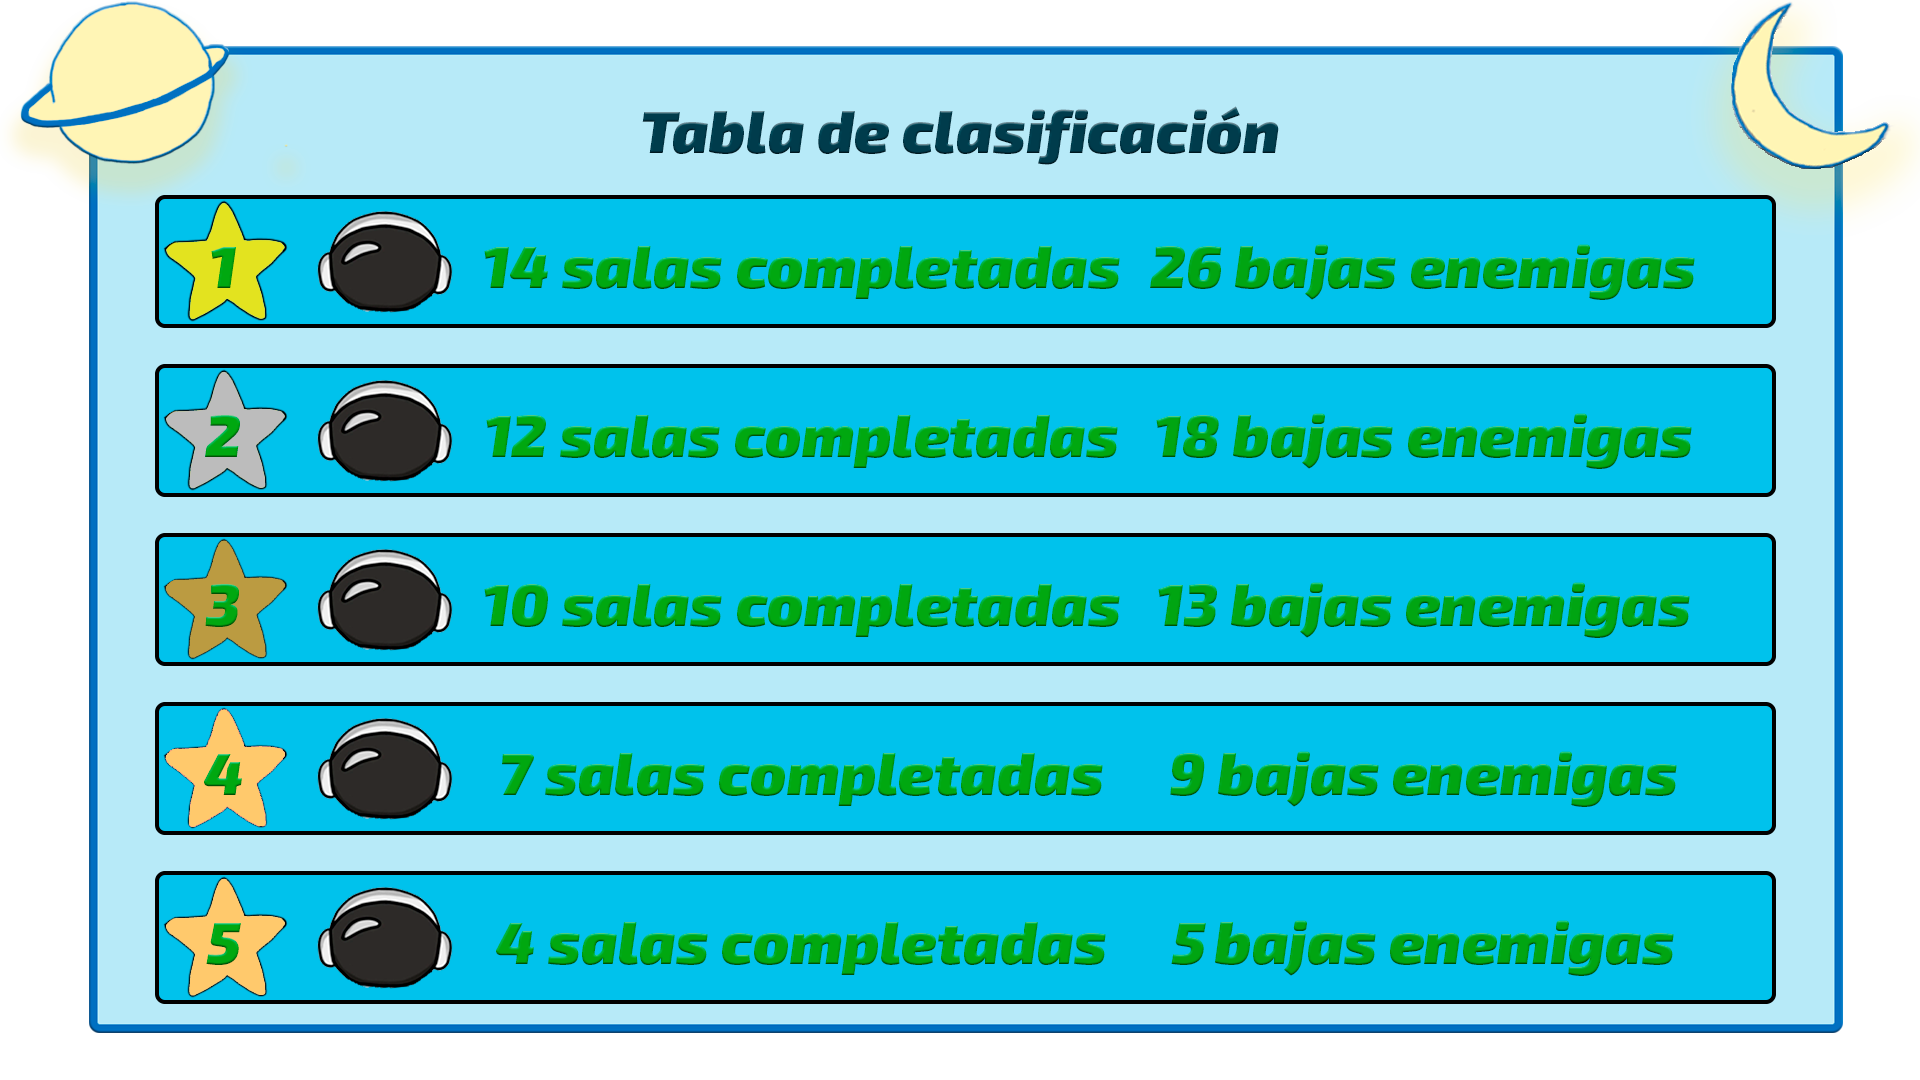 Tabla de clasificación
1 14 salas completadas 26 bajas enemigas
2 12 salas completadas 18 bajas enemigas
3 10 salas completadas 13 bajas enemigas
4 7 salas completadas 9 bajas enemigas
5 4 salas completadas 5 bajas enemigas